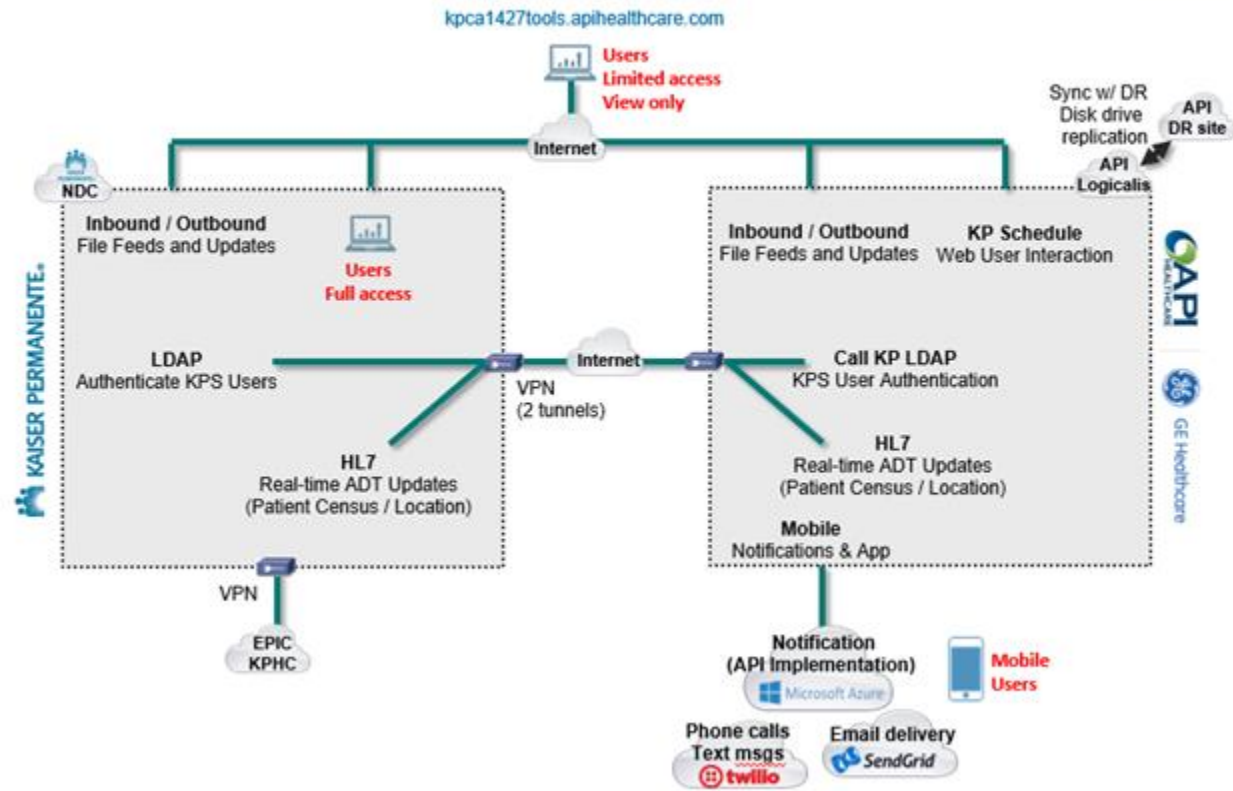 kpca1427tools.apihealthcare.com
Users
Limited access
View only
Internet
Sync w/ DR
Disk drive
replication
API
DR site
API
Logicalis
NDC
KAISER PERMANENTE®
Inbound / Outbound
File Feeds and Updates
Users
Full access
LDAP
Authenticate KPS Users
HL7
Real-time ADT Updates
(Patient Census / Location)
VPN
(2 tunnels)
Internet
Inbound / Outbound
File Feeds and Updates
KP Schedule
Web User Interaction
Call KP LDAP
KPS User Authentication
HL7
Real-time ADT Updates
(Patient Census / Location)
Mobile
Notifications & App
API
HEALTHCARE
GE Healthcare
VPN
EPIC
KPHC
Notification
(API Implementation)
Microsoft Azure
Mobile
Users
Phone calls
Text msgs
twilio
Email delivery
SendGrid